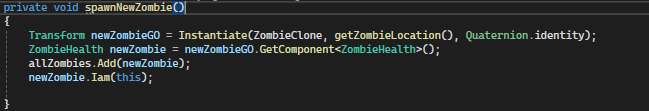 private void spawnNewZombie()
{
Transform newZombieGO = Instantiate(ZombieClone, getZombieLocation(), Quaternion.identity);
ZombieHealth newZombie = newZombieGO.GetComponent<ZombieHealth>();
allZombies.Add(newZombie);
newZombie.Iam(this);
}